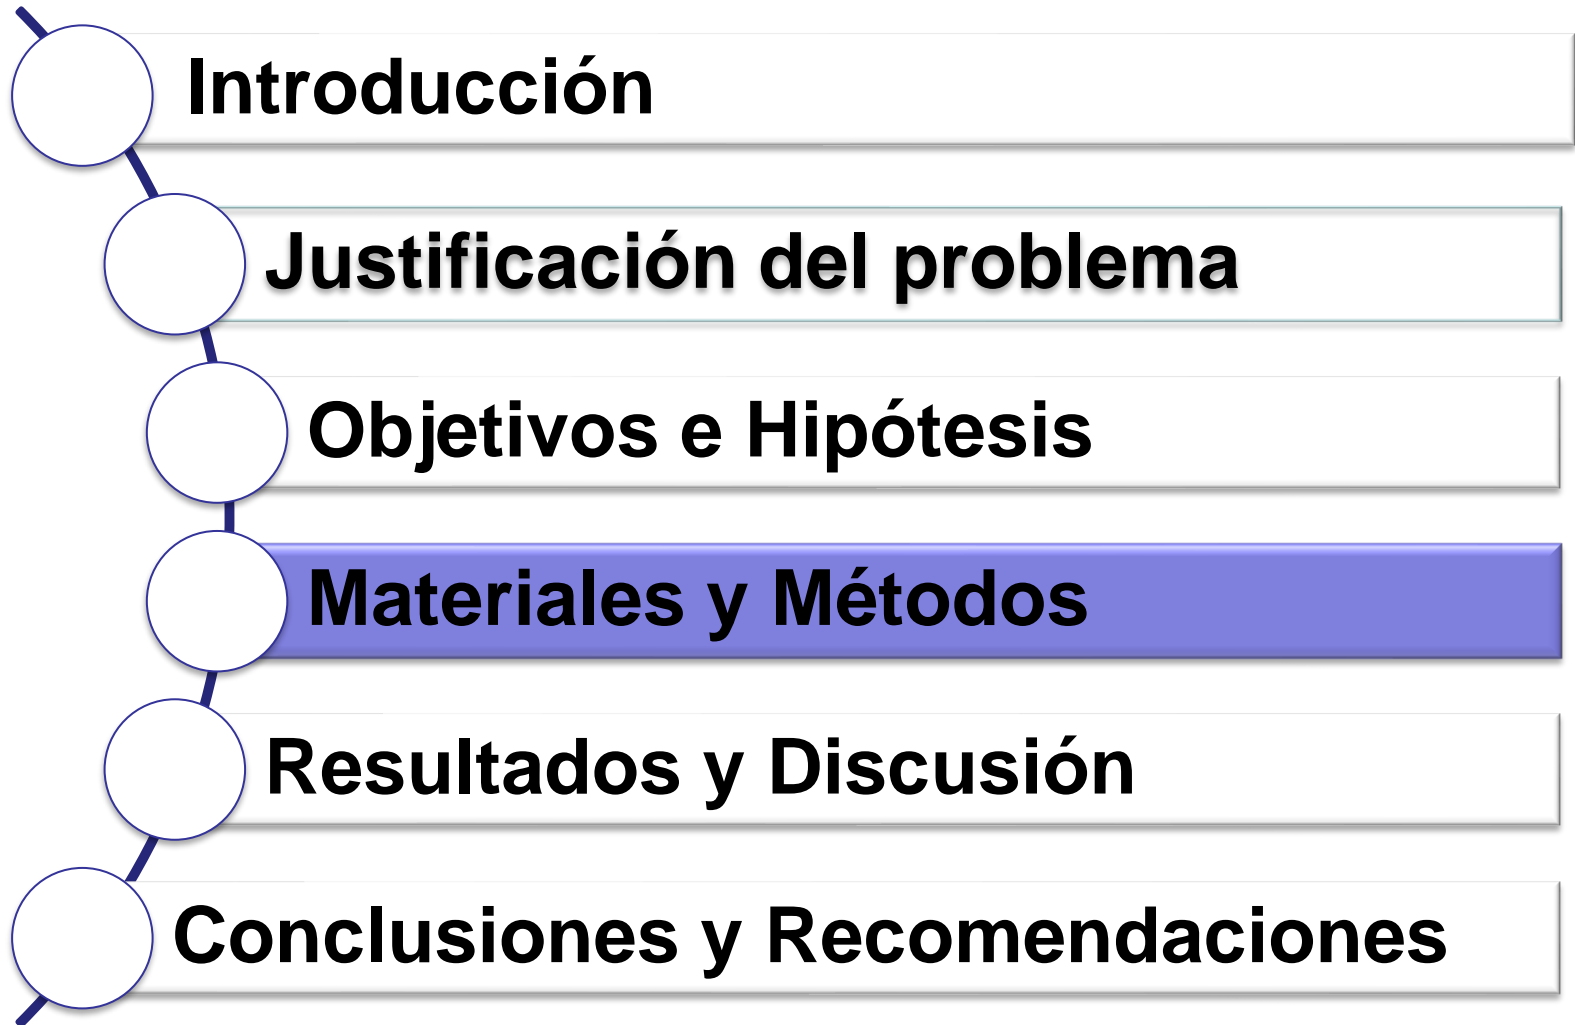 Introducción
Justificación del problema
Objetivos e Hipótesis
Materiales y Métodos
Resultados y Discusión
Conclusiones y Recomendaciones